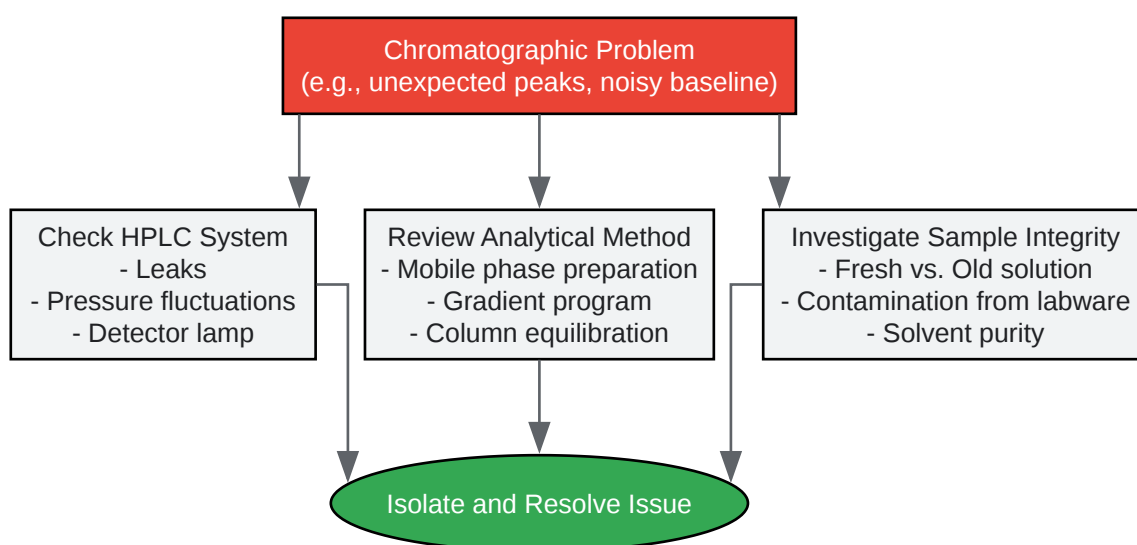 Chromatographic Problem
(e.g., unexpected peaks, noisy baseline)
Check HPLC System
- Leaks
- Pressure fluctuations
- Detector lamp
Review Analytical Method
- Mobile phase preparation
- Gradient program
- Column equilibration
Investigate Sample Integrity
- Fresh vs. Old solution
- Contamination from labware
- Solvent purity
Isolate and Resolve Issue